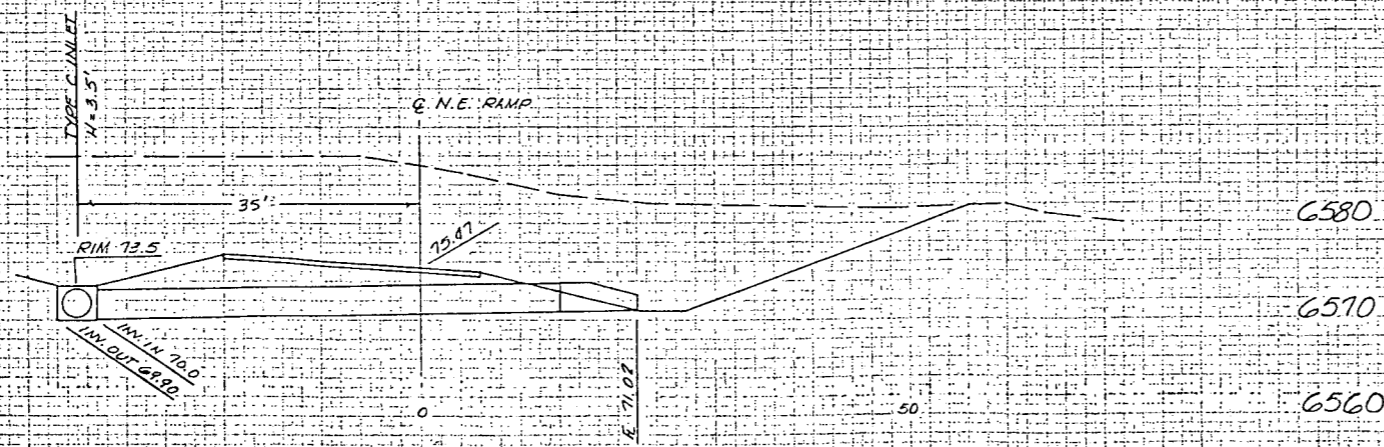 TYPE C INLET
H=3.5'
℄ N.E. RAMP
35'
6580
75.47
RIM 73.5
6570
INV. IN 70.0
INV. OUT 69.90
71.02
0
50
6560